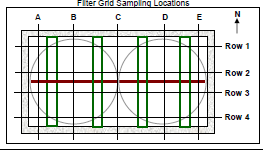 Filter Grid Sampling Locations
A B C D E N
Row 1
Row 2
Row 3
Row 4